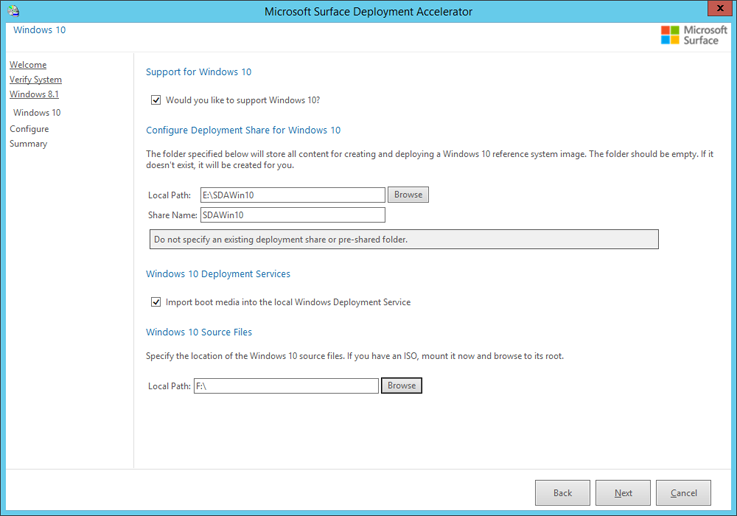 Microsoft Surface Deployment Accelerator
x
Windows 10
Microsoft
Surface
Welcome
Verify System
Windows 8.1
Windows 10
Configure
Summary
Support for Windows 10
Would you like to support Windows 10?
Configure Deployment Share for Windows 10
The folder specified below will store all content for creating and deploying a Windows 10 reference system image. The folder should be empty. If it
doesn't exist, it will be created for you.
Local Path: E:\SDAWin10 Browse
Share Name: SDAWin10
Do not specify an existing deployment share or pre-shared folder.
Windows 10 Deployment Services
Import boot media into the local Windows Deployment Service
Windows 10 Source Files
Specify the location of the Windows 10 source files. If you have an ISO, mount it now and browse to its root.
Local Path: F:\ Browse
Back Next Cancel